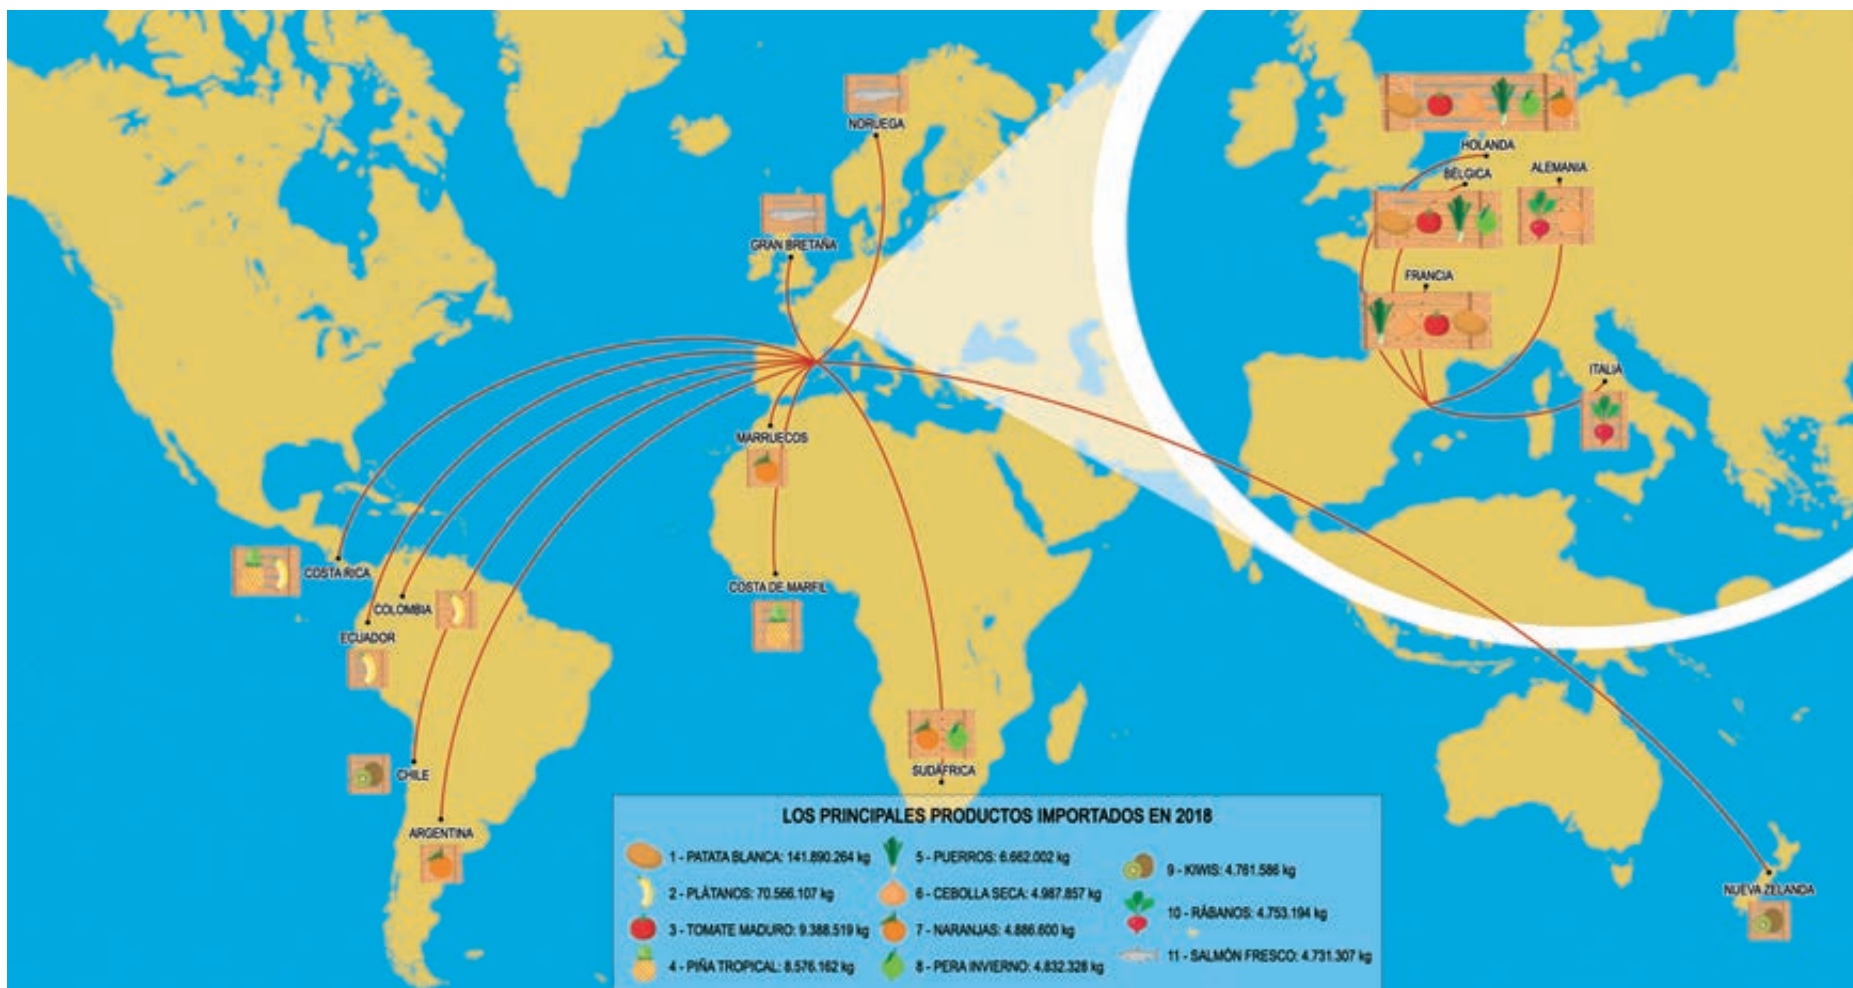 NORUEGA
GRAN BRETAÑA
MARRUECOS
COSTA DE MARFIL
SUDÁFRICA
COSTA RICA
COLOMBIA
ECUADOR
CHILE
ARGENTINA
NUEVA ZELANDA
HOLANDA
BÉLGICA
ALEMANIA
FRANCIA
ITALIA
LOS PRINCIPALES PRODUCTOS IMPORTADOS EN 2018
1 - PATATA BLANCA: 141.890.264 kg
2 - PLÁTANOS: 70.566.107 kg
3 - TOMATE MADURO: 9.388.519 kg
4 - PIÑA TROPICAL: 8.576.162 kg
5 - PUERROS: 6.662.002 kg
6 - CEBOLLA SECA: 4.987.857 kg
7 - NARANJAS: 4.886.600 kg
8 - PERA INVIERNO: 4.832.328 kg
9 - KIWIS: 4.761.586 kg
10 - RÁBANOS: 4.753.194 kg
11 - SALMÓN FRESCO: 4.731.307 kg